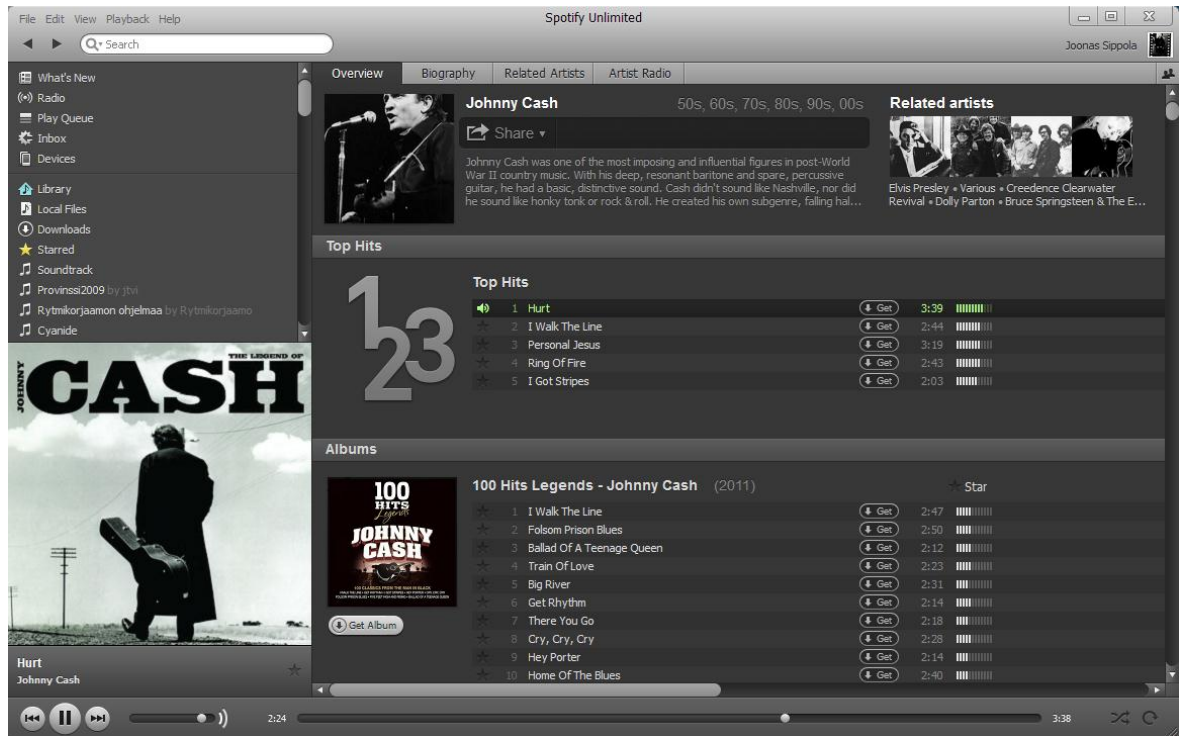 File Edit View Playback Help
Spotify Unlimited
Search
Joonas Sippola
What's New
Radio
Play Queue
Inbox
Devices
Library
Local Files
Downloads
Starred
Soundtrack
Provinssi2009 by jtvi
Rytmikorjaamon ohjelmaa by Rytmikorjaamo
Cyanide
THE LEGEND OF
JOHNNY
CASH
Hurt
Johnny Cash
Overview Biography Related Artists Artist Radio
Johnny Cash 50s, 60s, 70s, 80s, 90s, 00s
Share
Johnny Cash was one of the most imposing and influential figures in post-World
War II country music. With his deep, resonant baritone and spare, percussive
guitar, he had a basic, distinctive sound. Cash didn't sound like Nashville, nor did
he sound like honky tonk or rock & roll. He created his own subgenre, falling hal...
Related artists
Elvis Presley • Various • Creedence Clearwater
Revival • Dolly Parton • Bruce Springsteen & The E...
Top Hits
123
Top Hits
1 Hurt Get 3:39
2 I Walk The Line Get 2:44
3 Personal Jesus Get 3:19
4 Ring Of Fire Get 2:43
5 I Got Stripes Get 2:03
Albums
100
HITS
Legends
JOHNNY
CASH
Get Album
100 Hits Legends - Johnny Cash (2011) Star
1 I Walk The Line Get 2:47
2 Folsom Prison Blues Get 2:50
3 Ballad Of A Teenage Queen Get 2:12
4 Train Of Love Get 2:23
5 Big River Get 2:31
6 Get Rhythm Get 2:14
7 There You Go Get 2:18
8 Cry, Cry, Cry Get 2:28
9 Hey Porter Get 2:14
10 Home Of The Blues Get 2:40
2:24 3:38